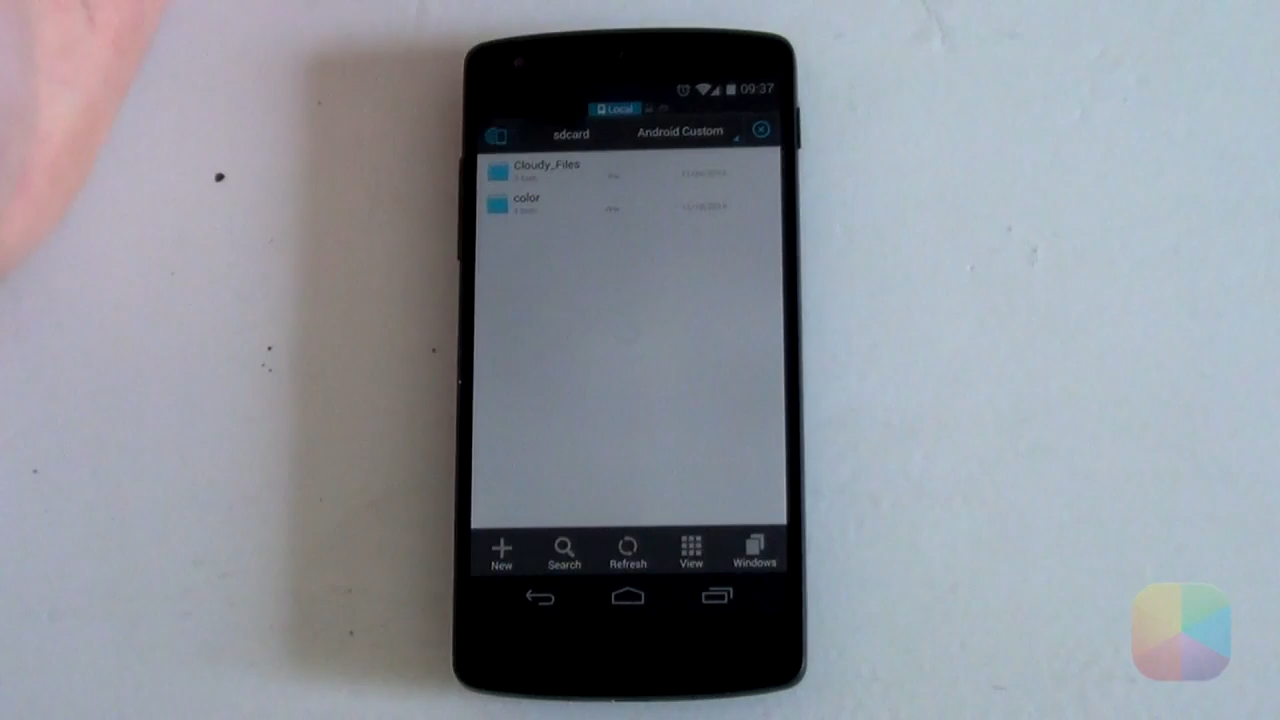 09:37
Local
sdcard Android Custom
Cloudy_Files
color
New Search Refresh View Windows